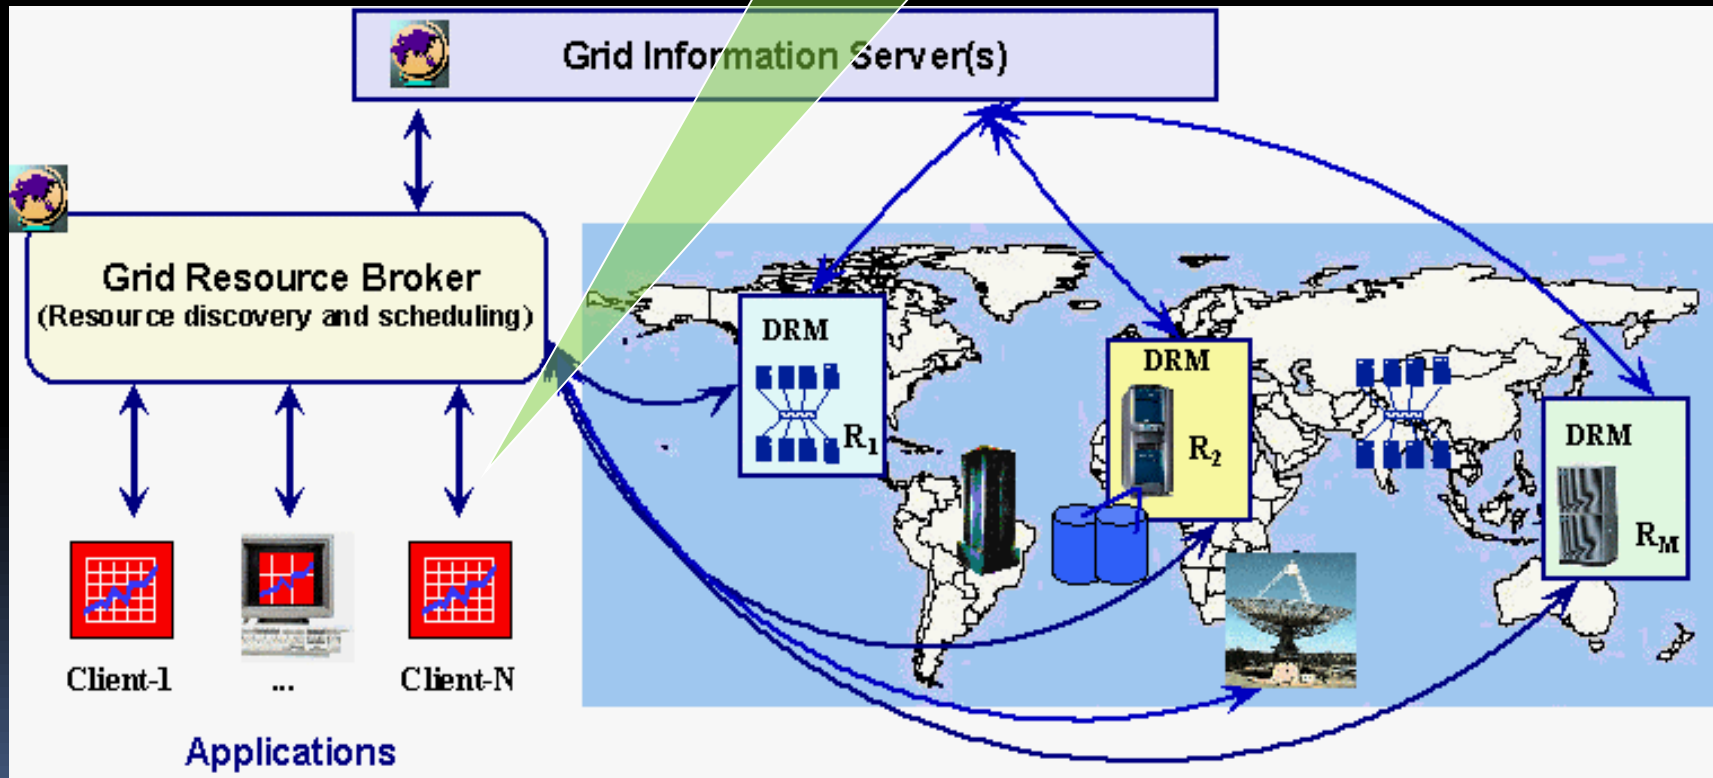 Grid Information Server(s)
Grid Resource Broker
(Resource discovery and scheduling)
DRM
R1
DRM
R2
DRM
RM
Client-1
...
Client-N
Applications